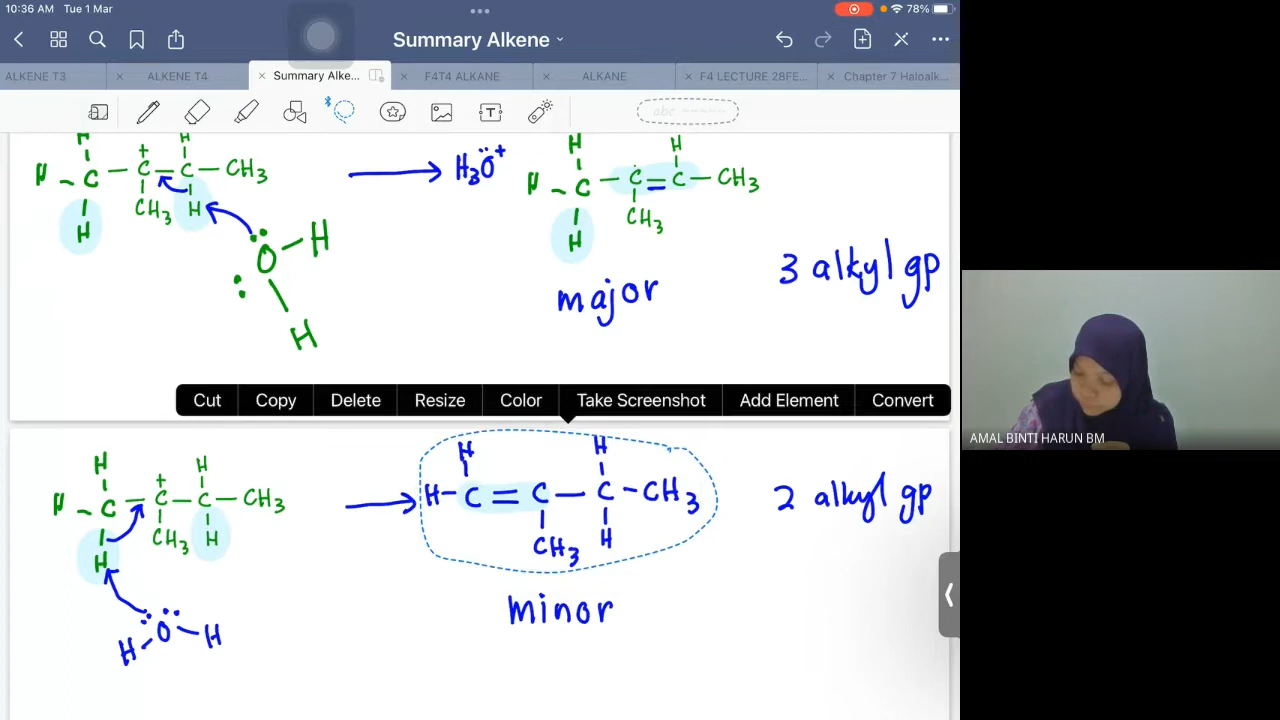 10:36 AM Tue 1 Mar
78%
Summary Alkene
ALKENE T3
ALKENE T4
Summary Alke...
F4T4 ALKANE
ALKANE
F4 LECTURE 28FE...
Chapter 7 Haloalk...
abc
H H
H - C - C+ = C - CH3
H CH3 H
O H
H
H3O+
H H
H - C - C = C - CH3
H CH3
major
3 alkyl gp
Cut Copy Delete Resize Color Take Screenshot Add Element Convert
AMAL BINTI HARUN BM
H H
H - C = C+ - C - CH3
H CH3 H
H - O - H
H H
H - C = C - C - CH3
CH3 H
minor
2 alkyl gp